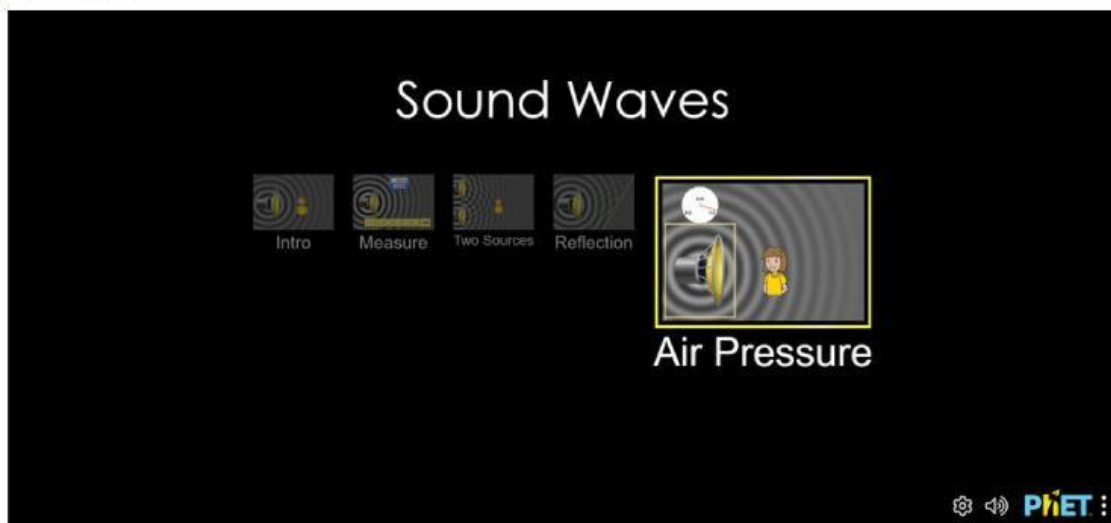 Sound Waves
Intro
Measure
Two Sources
Reflection
Air Pressure
PhET